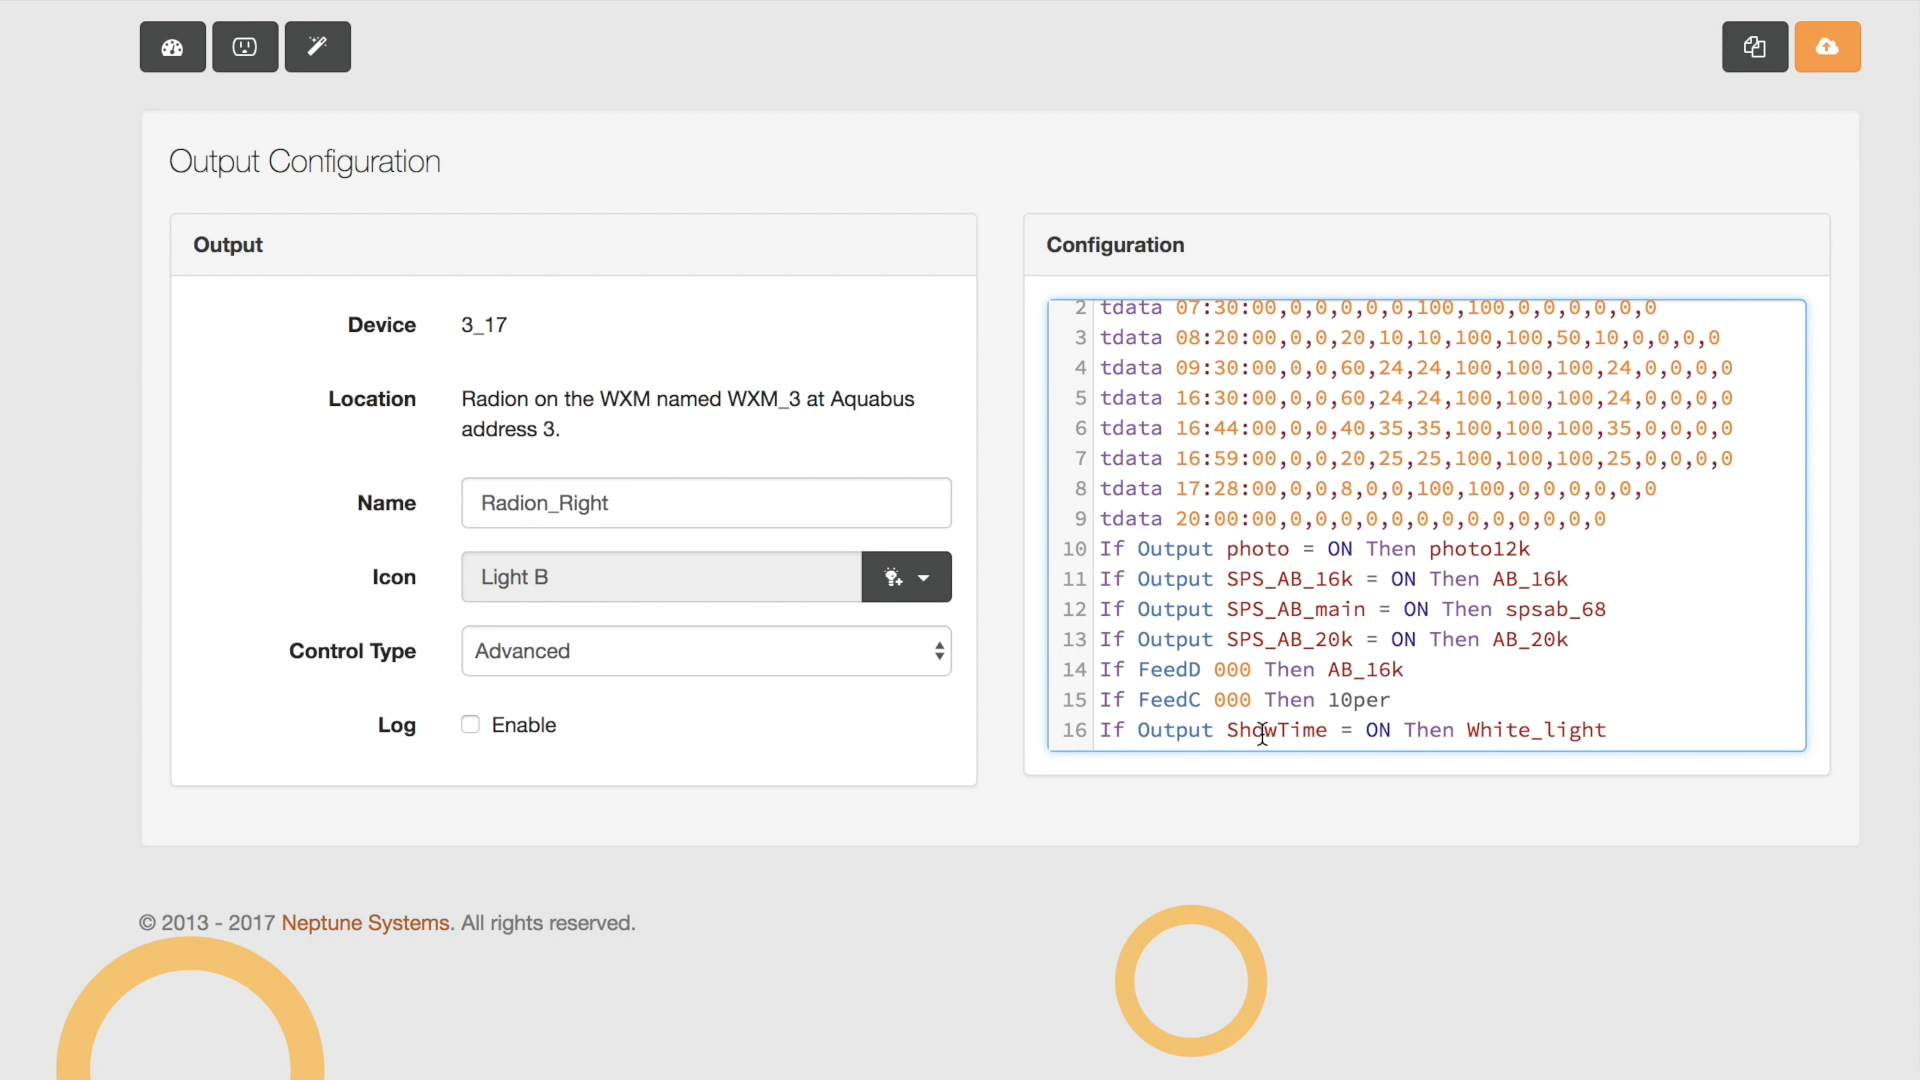 Output Configuration
Output
Device 3_17
Location Radion on the WXM named WXM_3 at Aquabus
address 3.
Name Radion_Right
Icon Light B
Control Type Advanced
Log Enable
Configuration
2 tdata 07:30:00,0,0,0,0,0,100,100,0,0,0,0,0,0
3 tdata 08:20:00,0,0,20,10,10,100,100,50,10,0,0,0,0
4 tdata 09:30:00,0,0,60,24,24,100,100,100,24,0,0,0,0
5 tdata 16:30:00,0,0,60,24,24,100,100,100,24,0,0,0,0
6 tdata 16:44:00,0,0,40,35,35,100,100,100,35,0,0,0,0
7 tdata 16:59:00,0,0,20,25,25,100,100,100,25,0,0,0,0
8 tdata 17:28:00,0,0,8,0,0,100,100,0,0,0,0,0,0
9 tdata 20:00:00,0,0,0,0,0,0,0,0,0,0,0,0,0
10 If Output photo = ON Then photo12k
11 If Output SPS_AB_16k = ON Then AB_16k
12 If Output SPS_AB_main = ON Then spsab_68
13 If Output SPS_AB_20k = ON Then AB_20k
14 If FeedD 000 Then AB_16k
15 If FeedC 000 Then 10per
16 If Output ShowTime = ON Then White_light
© 2013 - 2017 Neptune Systems. All rights reserved.